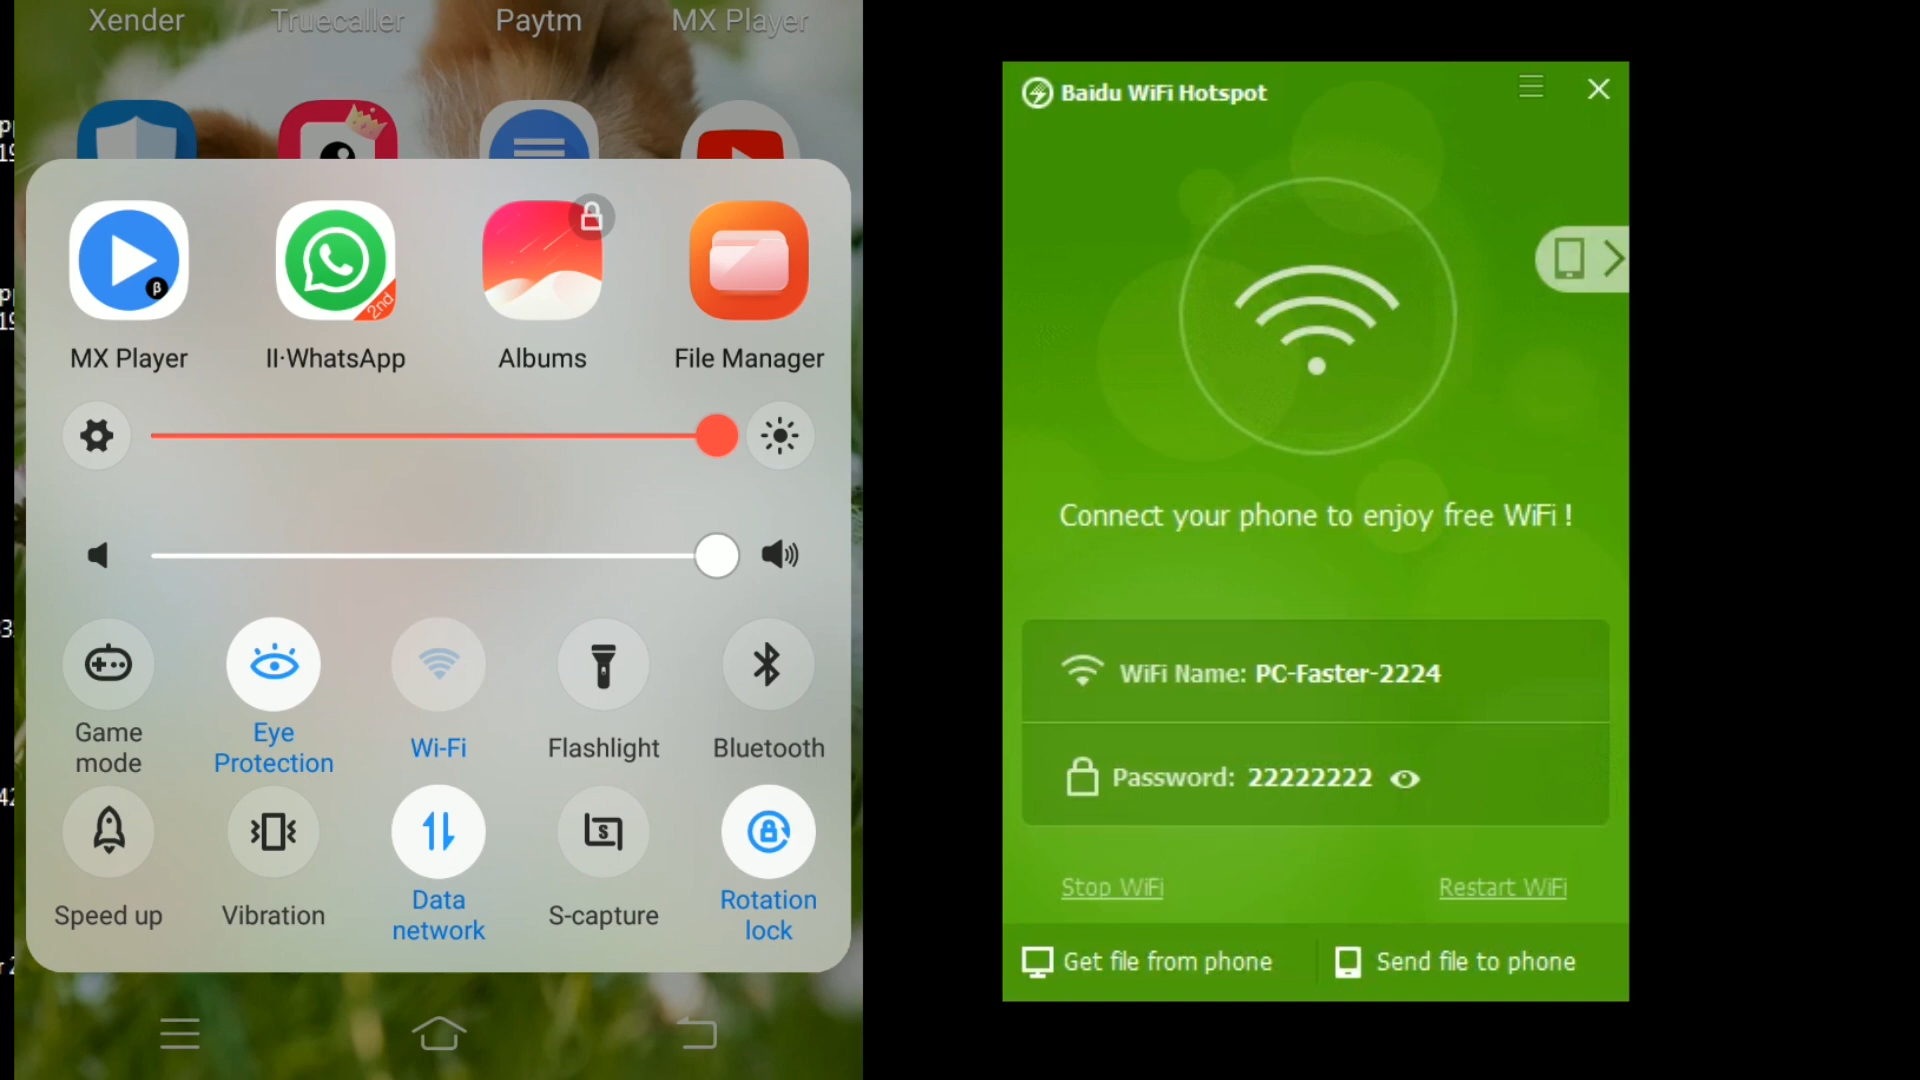 Xender
Truecaller
Paytm
MX Player
β
2nd
MX Player
II·WhatsApp
Albums
File Manager
Game
mode
Eye
Protection
Wi-Fi
Flashlight
Bluetooth
S
Speed up
Vibration
Data
network
S-capture
Rotation
lock
Baidu WiFi Hotspot
Connect your phone to enjoy free WiFi !
WiFi Name: PC-Faster-2224
Password: 22222222
Stop WiFi
Restart WiFi
Get file from phone
Send file to phone